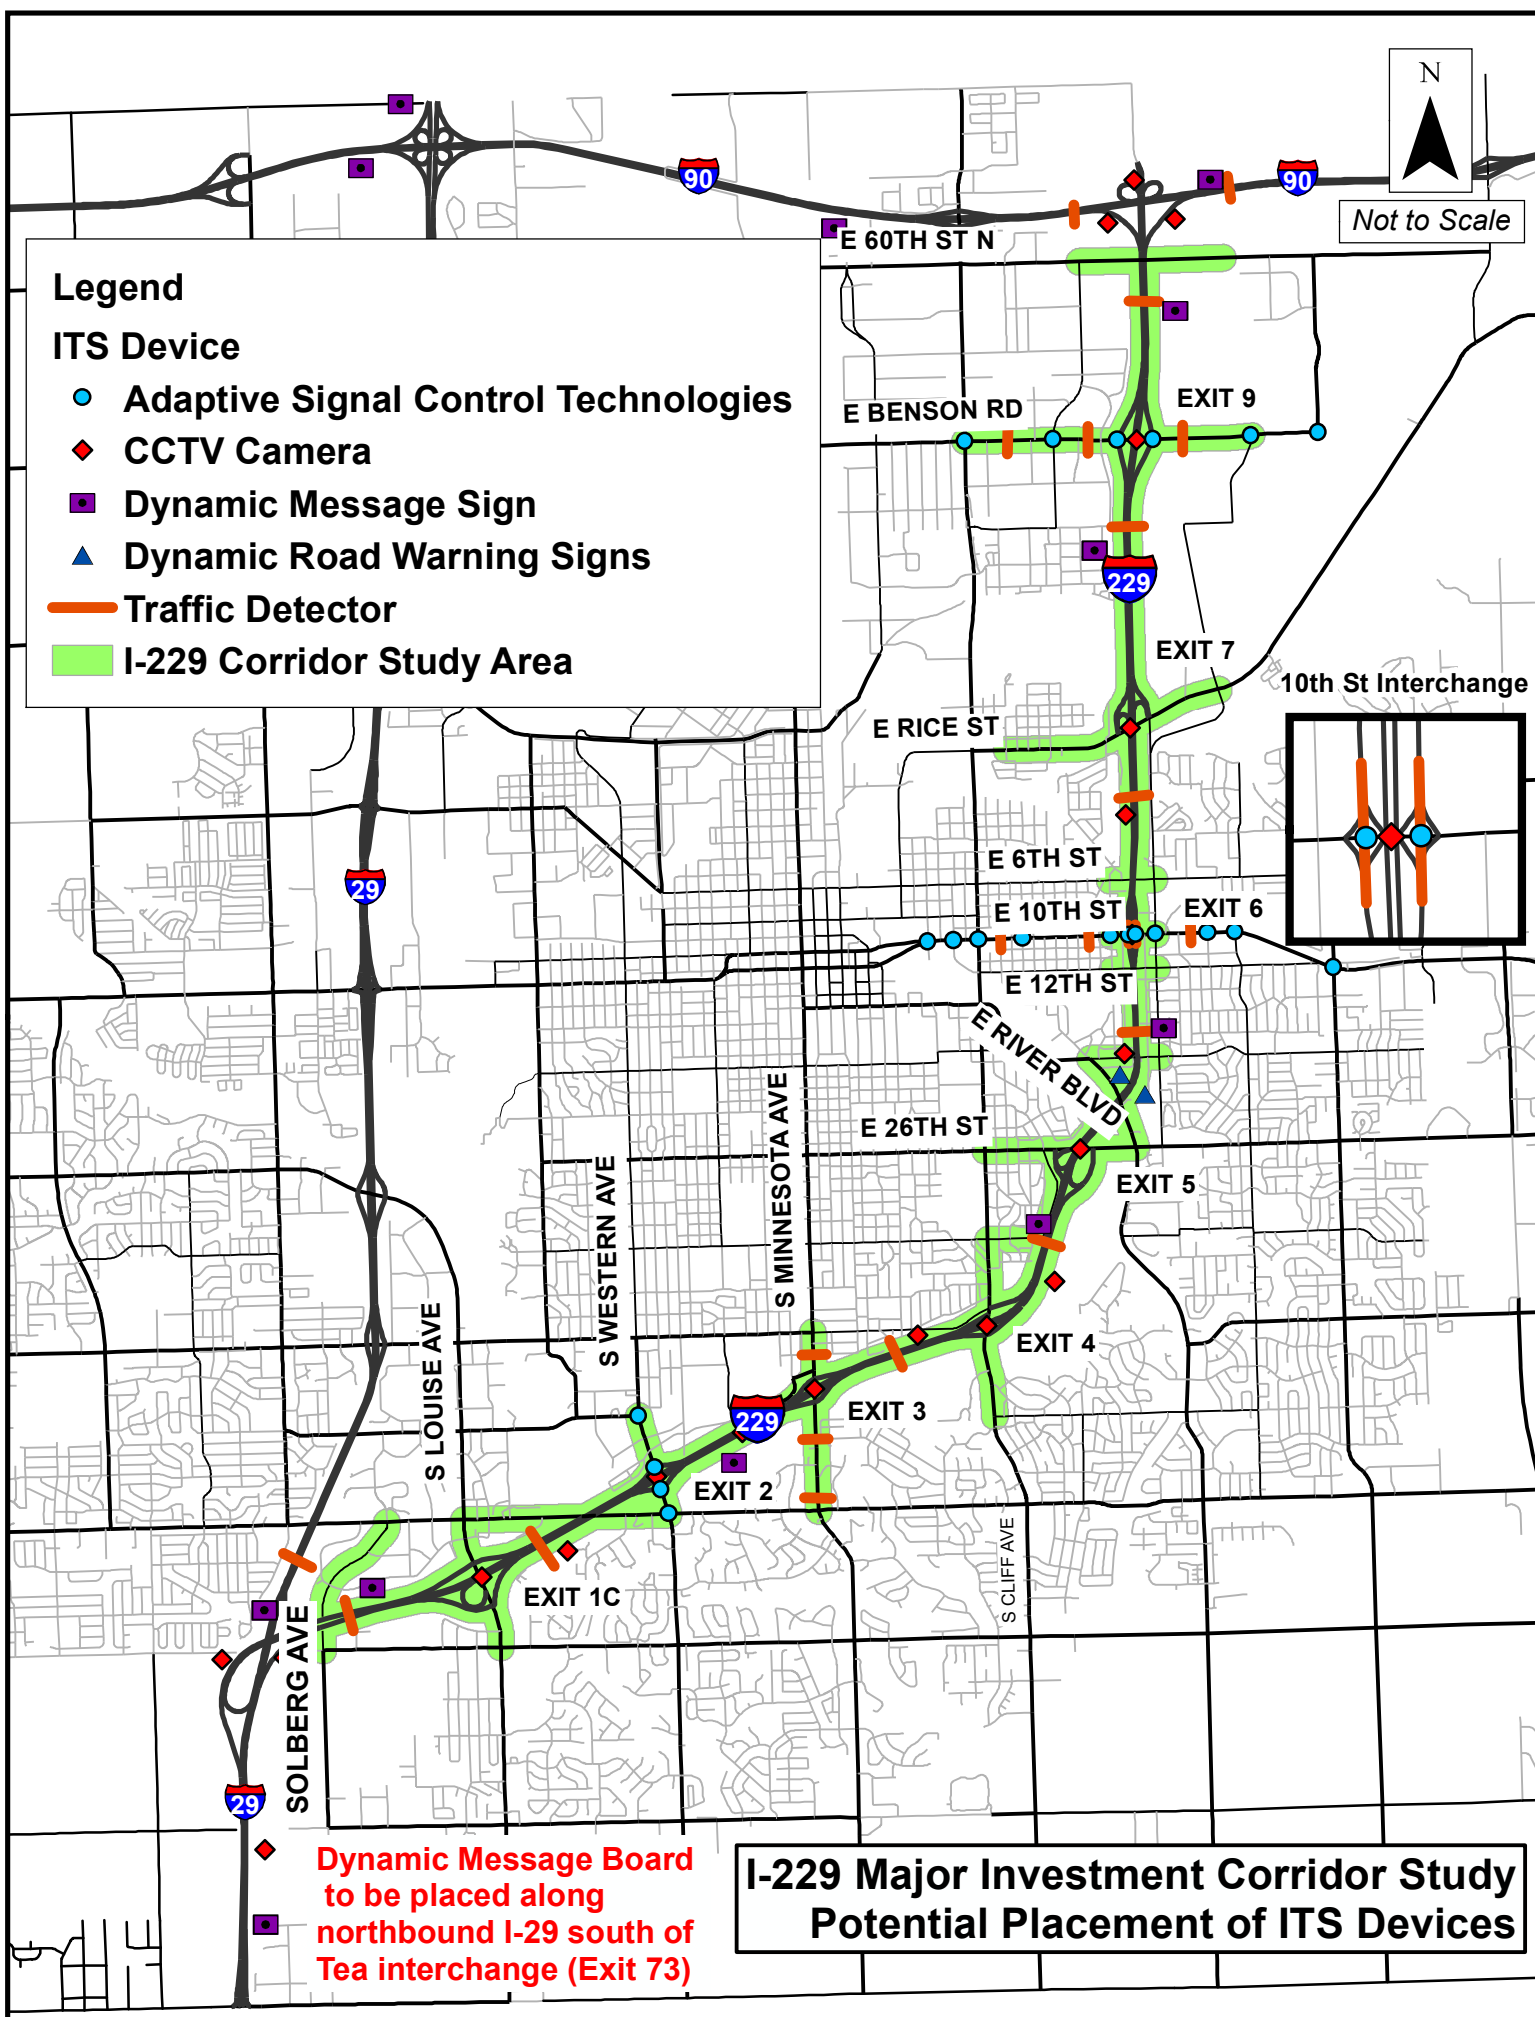 N
90
90
Not to Scale
E 60TH ST N
Legend
ITS Device
Adaptive Signal Control Technologies
CCTV Camera
Dynamic Message Sign
Dynamic Road Warning Signs
Traffic Detector
I-229 Corridor Study Area
E BENSON RD
EXIT 9
229
EXIT 7
10th St Interchange
E RICE ST
E 6TH ST
29
E 10TH ST
EXIT 6
E 12TH ST
E RIVER BLVD
E 26TH ST
S MINNESOTA AVE
S WESTERN AVE
EXIT 5
S LOUISE AVE
EXIT 4
229
EXIT 3
EXIT 2
S CLIFF AVE
EXIT 1C
SOLBERG AVE
29
Dynamic Message Board
to be placed along
northbound I-29 south of
Tea interchange (Exit 73)
I-229 Major Investment Corridor Study
Potential Placement of ITS Devices